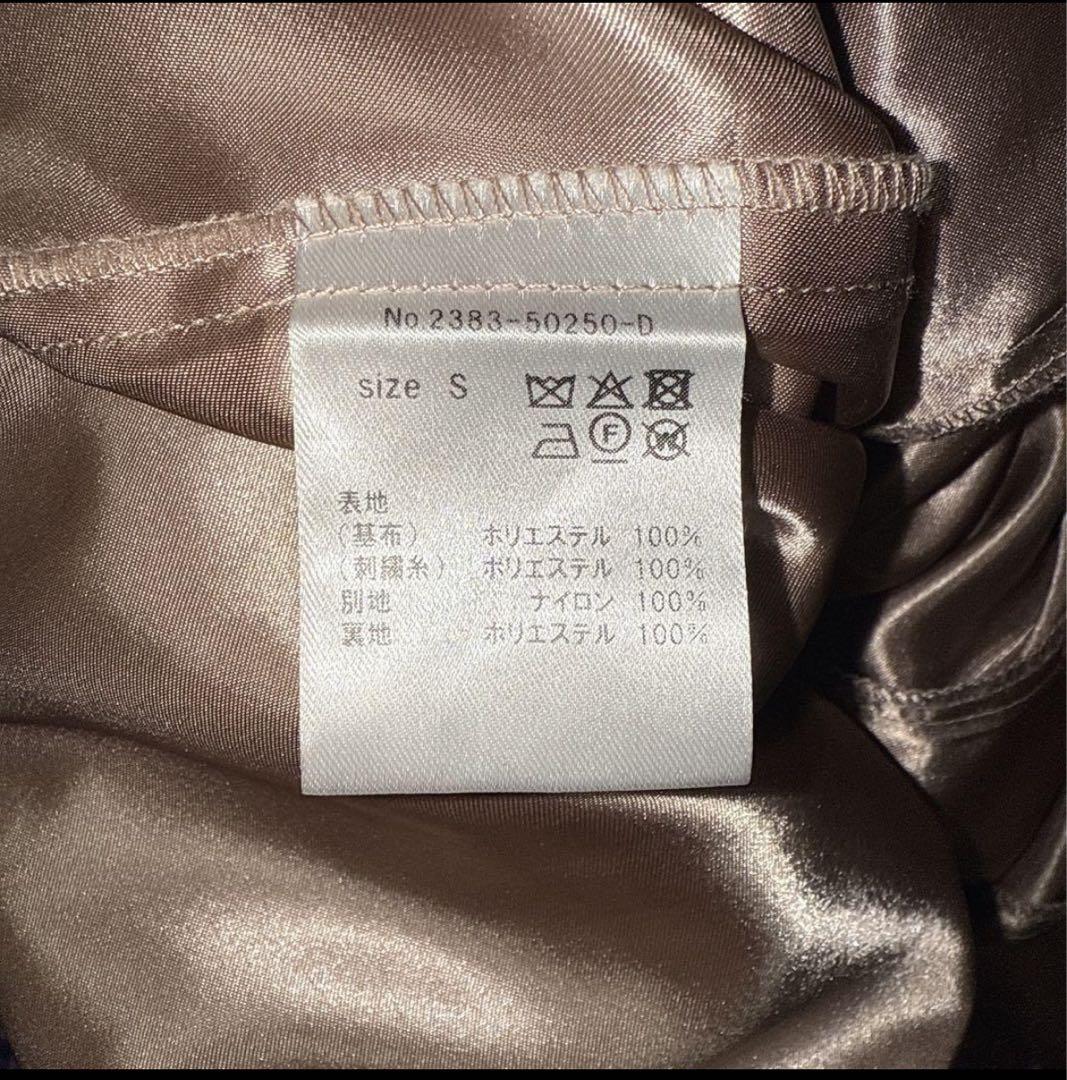 No.2383-50250-D
size S
F
W
表地
(基布) ポリエステル 100%
(刺繍糸) ポリエステル 100%
別地 ナイロン 100%
裏地 ポリエステル 100%